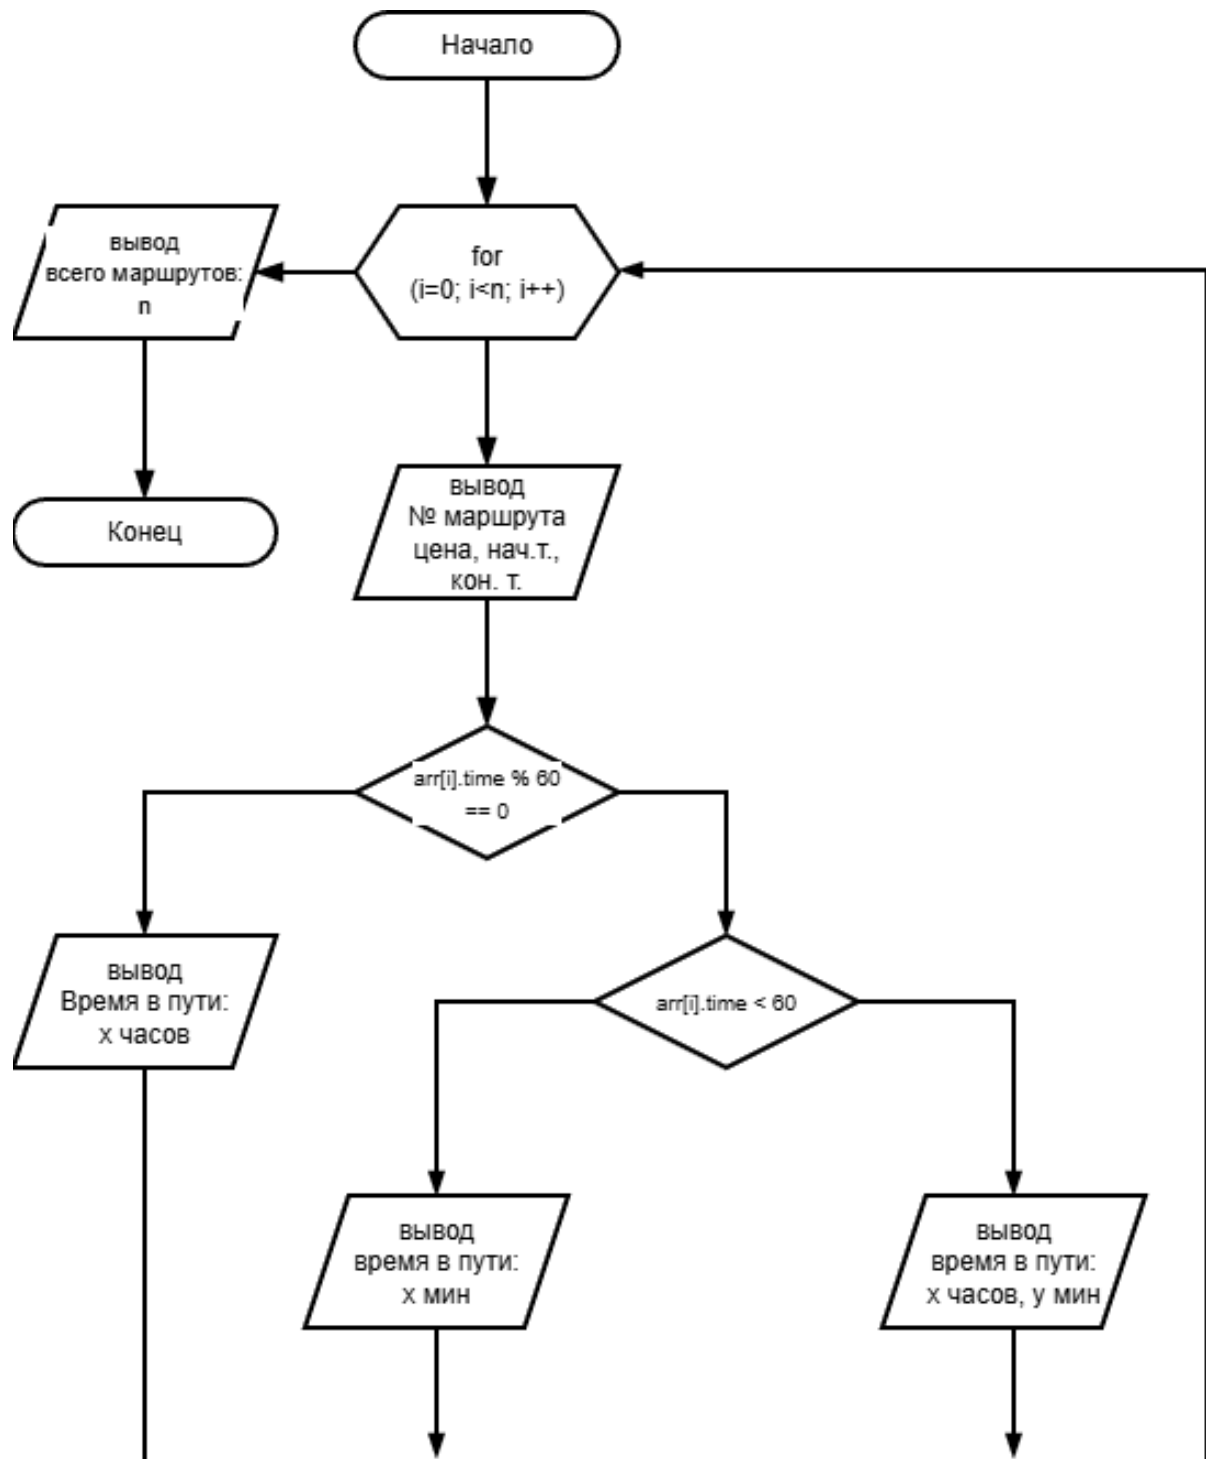 Начало
вывод
всего маршрутов:
n
for
(i=0; i<n; i++)
вывод
№ маршрута
цена, нач.т.,
кон. т.
Конец
arr[i].time % 60
== 0
вывод
Время в пути:
x часов
arr[i].time < 60
вывод
время в пути:
x мин
вывод
время в пути:
x часов, y мин